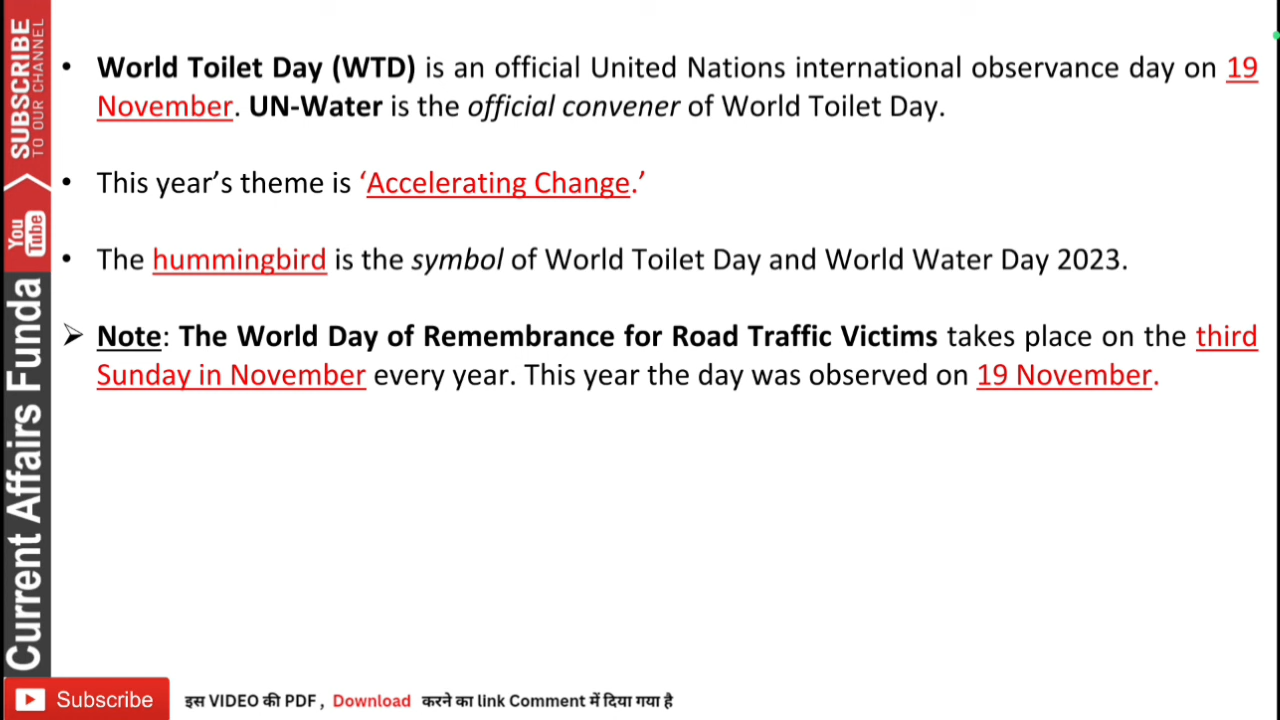 • World Toilet Day (WTD) is an official United Nations international observance day on 19
November. UN-Water is the official convener of World Toilet Day.
• This year’s theme is ‘Accelerating Change.’
• The hummingbird is the symbol of World Toilet Day and World Water Day 2023.
➢ Note: The World Day of Remembrance for Road Traffic Victims takes place on the third
Sunday in November every year. This year the day was observed on 19 November.
SUBSCRIBE
TO OUR CHANNEL
You
Tube
Current Affairs Funda
Subscribe
इस VIDEO की PDF , Download करने का link Comment में दिया गया है